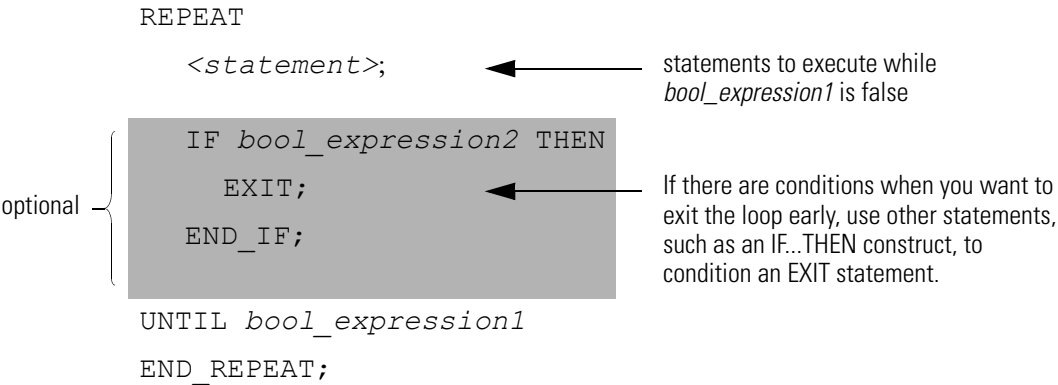 REPEAT
<statement>;
statements to execute while
bool_expression1 is false
optional
IF bool_expression2 THEN
EXIT;
END_IF;
If there are conditions when you want to
exit the loop early, use other statements,
such as an IF...THEN construct, to
condition an EXIT statement.
UNTIL bool_expression1
END_REPEAT;